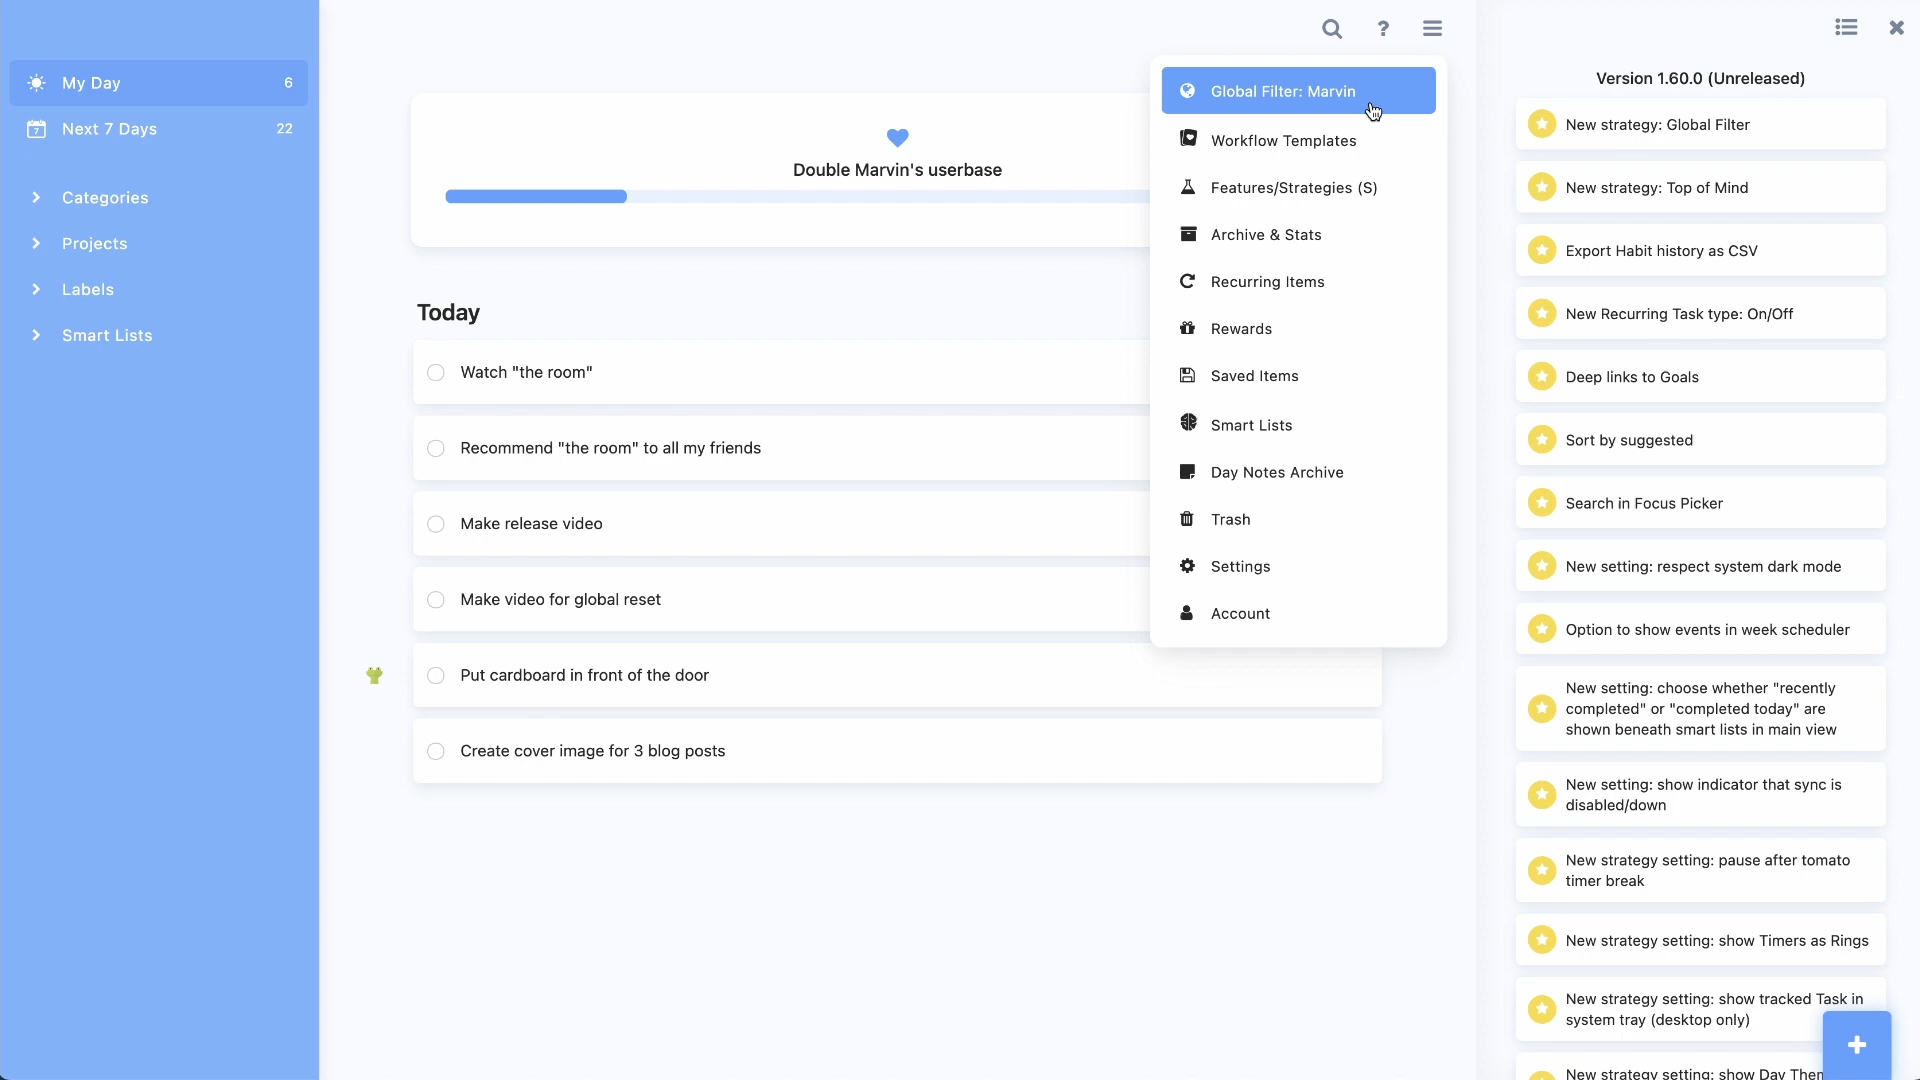 My Day 6
7 Next 7 Days 22
Categories
Projects
Labels
Smart Lists
?
Double Marvin's userbase
Today
Watch "the room"
Recommend "the room" to all my friends
Make release video
Make video for global reset
Put cardboard in front of the door
Create cover image for 3 blog posts
Global Filter: Marvin
Workflow Templates
Features/Strategies (S)
Archive & Stats
Recurring Items
Rewards
Saved Items
Smart Lists
Day Notes Archive
Trash
Settings
Account
Version 1.60.0 (Unreleased)
New strategy: Global Filter
New strategy: Top of Mind
Export Habit history as CSV
New Recurring Task type: On/Off
Deep links to Goals
Sort by suggested
Search in Focus Picker
New setting: respect system dark mode
Option to show events in week scheduler
New setting: choose whether "recently
completed" or "completed today" are
shown beneath smart lists in main view
New setting: show indicator that sync is
disabled/down
New strategy setting: pause after tomato
timer break
New strategy setting: show Timers as Rings
New strategy setting: show tracked Task in
system tray (desktop only)
New strategy setting: show Day